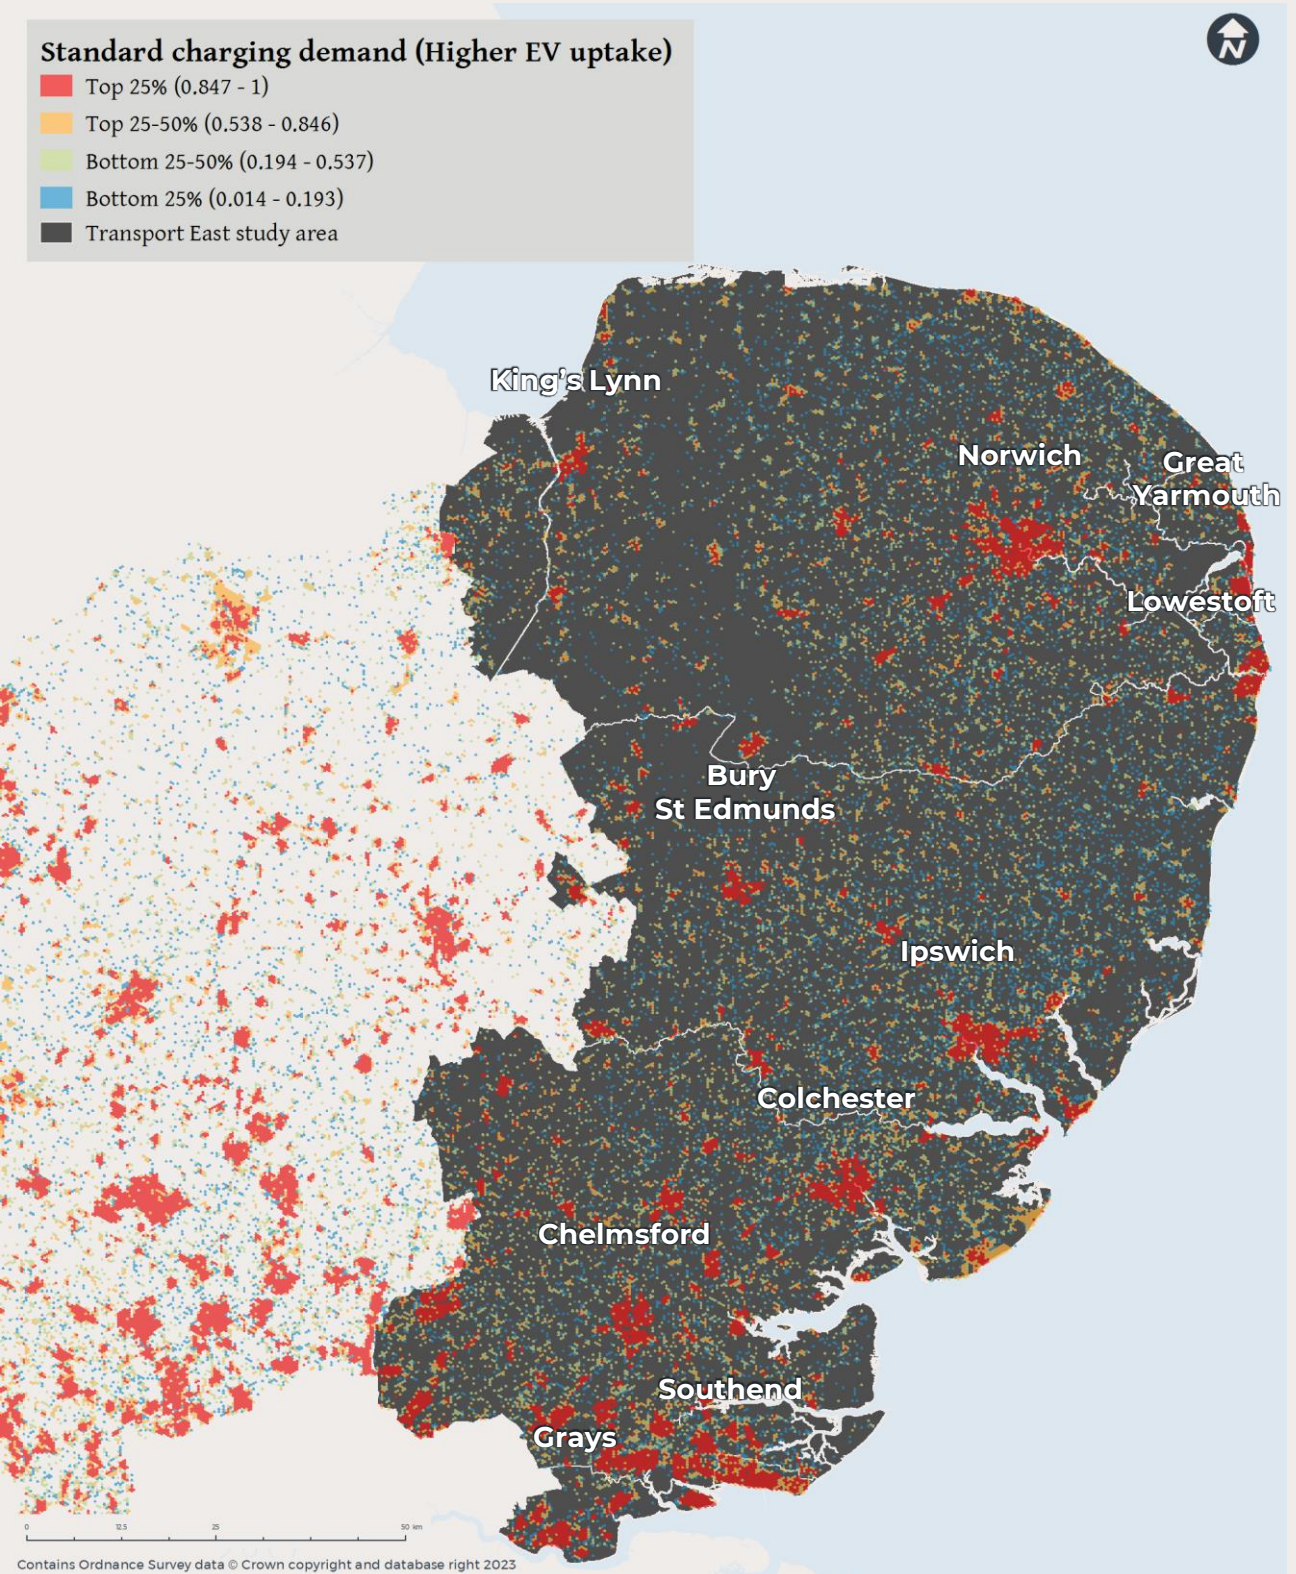 Standard charging demand (Higher EV uptake)
Top 25% (0.847 - 1)
Top 25-50% (0.538 - 0.846)
Bottom 25-50% (0.194 - 0.537)
Bottom 25% (0.014 - 0.193)
Transport East study area
N
King's Lynn
Norwich
Great
Yarmouth
Lowestoft
Bury
St Edmunds
Ipswich
Colchester
Chelmsford
Southend
Grays
0 12.5 25 50 km
Contains Ordnance Survey data © Crown copyright and database right 2023